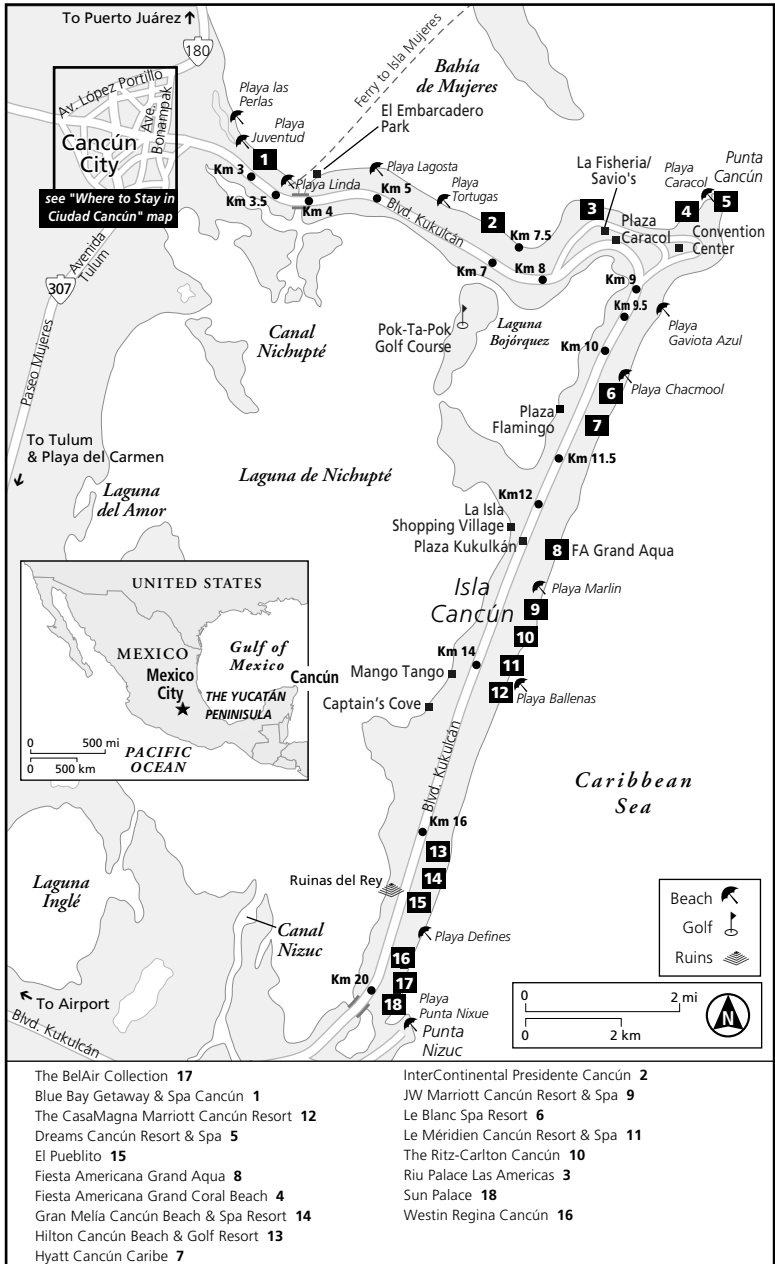 To Puerto Juárez
180
Av. López Portillo
Ave.
Bonampak
Cancún
City
see "Where to Stay in
Ciudad Cancún" map
Playa las
Perlas
Playa
Juventud
1
Ferry to Isla Mujeres
Bahía
de Mujeres
El Embarcadero
Park
Km 3
Km 3.5
Playa Linda
Km 4
Playa Lagosta
Km 5
Playa
Tortugas
Blvd. Kukulcán
2
Km 7.5
Km 7
Km 8
La Fisheria/
Savio's
3
Plaza
Caracol
Playa
Caracol
4
Punta
Cancún
5
Convention
Center
Km 9
Km 9.5
Playa
Gaviota Azul
Avenida
Tulum
307
Paseo Mujeres
Canal
Nichupté
Pok-Ta-Pok
Golf Course
Laguna
Bojórquez
Km 10
6
Playa Chacmool
Plaza
Flamingo
7
Km 11.5
To Tulum
& Playa del Carmen
Laguna
del Amor
Laguna de Nichupté
Km12
La Isla
Shopping Village
Plaza Kukulkán
8
FA Grand Aqua
Isla
Cancún
Playa Marlin
9
10
Km 14
11
Mango Tango
12
Playa Ballenas
Captain's Cove
UNITED STATES
MEXICO
Mexico
City
Gulf of
Mexico
Cancún
THE YUCATÁN
PENINISULA
0 500 mi
0 500 km
PACIFIC
OCEAN
Caribbean
Sea
Blvd. Kukulcán
Km 16
13
14
Ruinas del Rey
15
Laguna
Inglé
Canal
Nizuc
Playa Defines
16
Km 20
17
18
Playa
Punta Nixue
Punta
Nizuc
To Airport
Blvd. Kukulcán
Beach
Golf
Ruins
0 2 mi
0 2 km
N
The BelAir Collection 17
Blue Bay Getaway & Spa Cancún 1
The CasaMagna Marriott Cancún Resort 12
Dreams Cancún Resort & Spa 5
El Pueblito 15
Fiesta Americana Grand Aqua 8
Fiesta Americana Grand Coral Beach 4
Gran Melía Cancún Beach & Spa Resort 14
Hilton Cancún Beach & Golf Resort 13
Hyatt Cancún Caribe 7
InterContinental Presidente Cancún 2
JW Marriott Cancún Resort & Spa 9
Le Blanc Spa Resort 6
Le Méridien Cancún Resort & Spa 11
The Ritz-Carlton Cancún 10
Riu Palace Las Americas 3
Sun Palace 18
Westin Regina Cancún 16